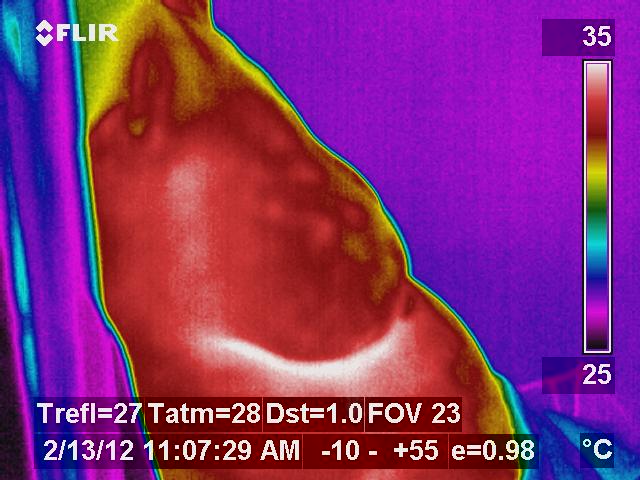 FLIR
35
25
Trefl=27 Tatm=28 Dst=1.0 FOV 23
2/13/12 11:07:29 AM -10 - +55 e=0.98 °C